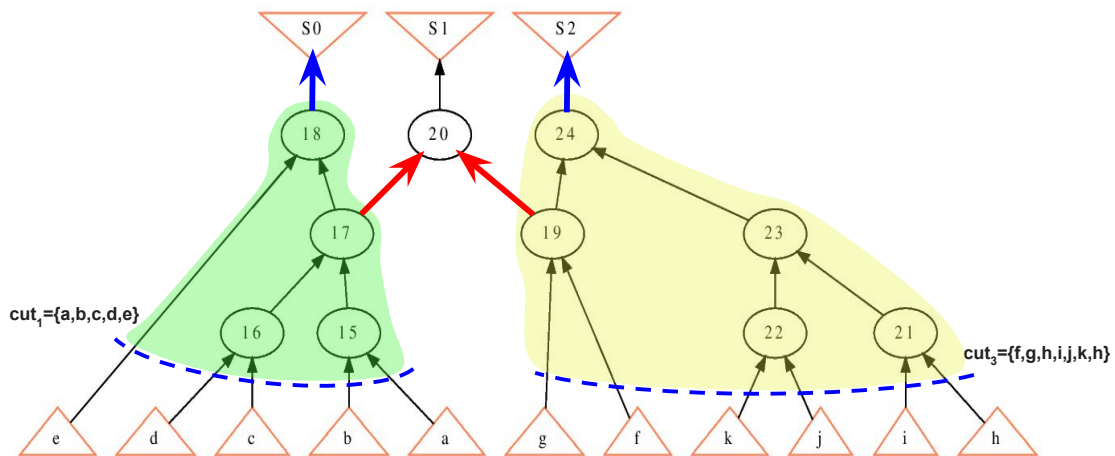 S0 S1 S2
18 20 24
17 19 23
cut1={a,b,c,d,e} 16 15 22 21
cut3={f,g,h,i,j,k,h}
e d c b a g f k j i h